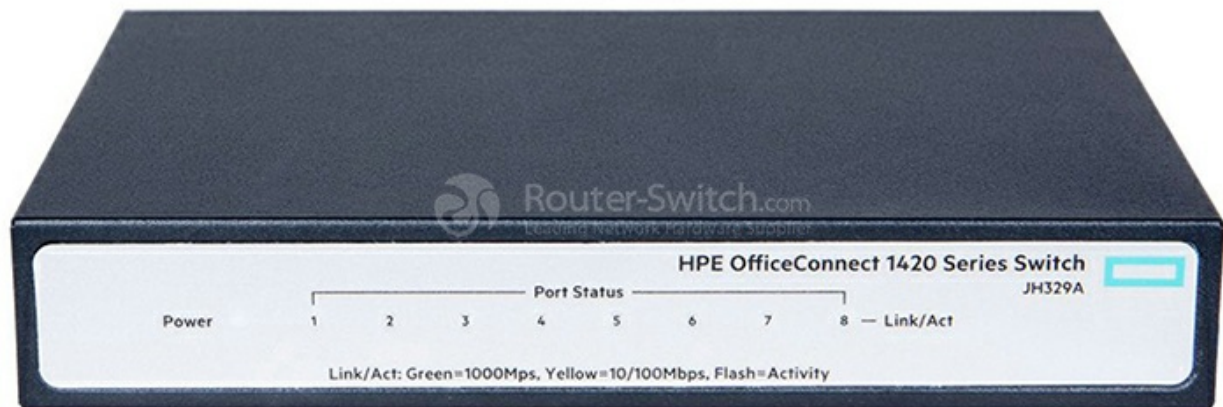 Router-Switch.com
Leading Network Hardware Supplier
HPE OfficeConnect 1420 Series Switch
JH329A
Port Status
Power 1 2 3 4 5 6 7 8 — Link/Act
Link/Act: Green=1000Mps, Yellow=10/100Mbps, Flash=Activity